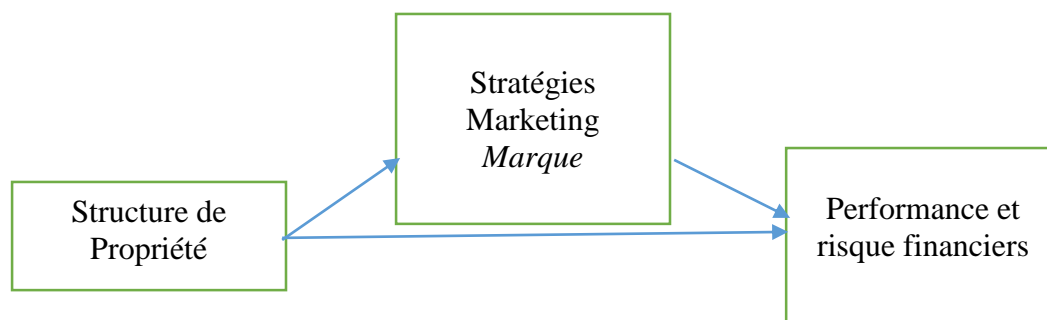 Stratégies
Marketing
Marque
Structure de
Propriété
Performance et
risque financiers